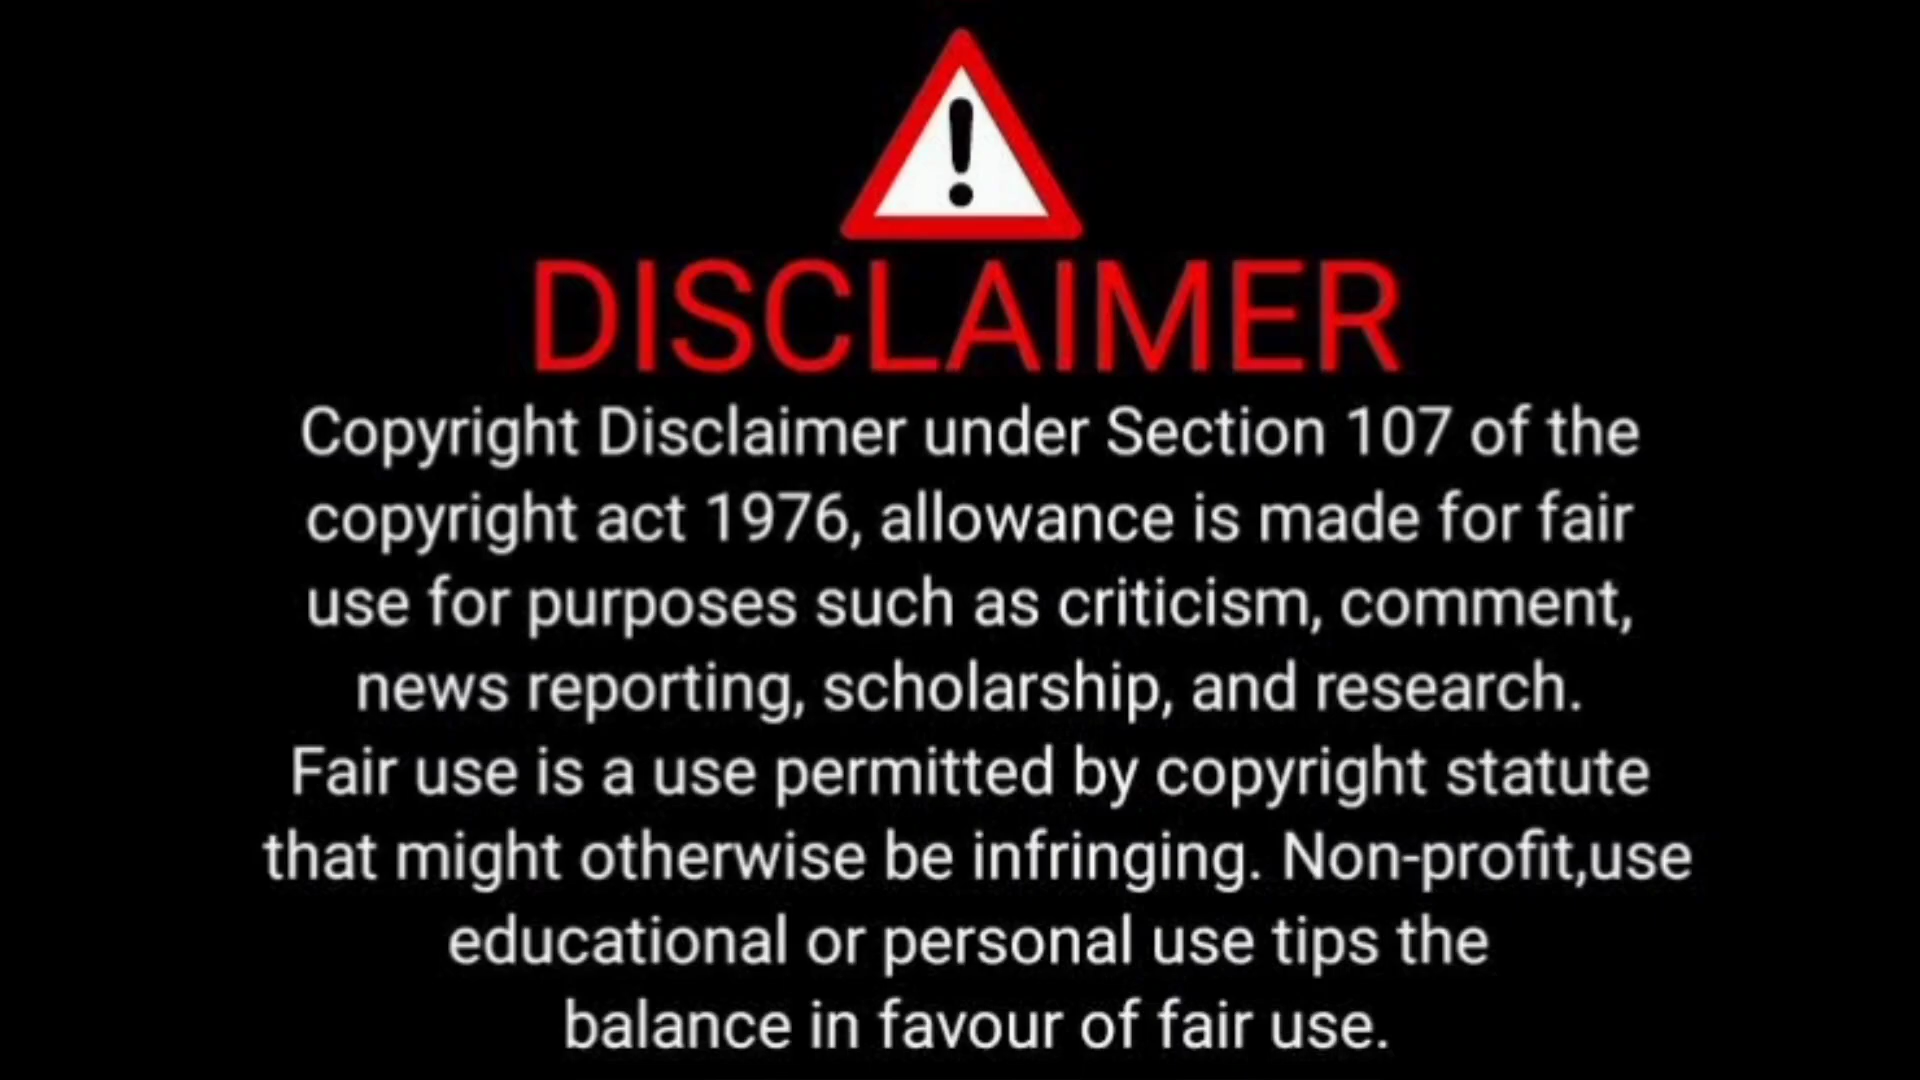 DISCLAIMER
Copyright Disclaimer under Section 107 of the
copyright act 1976, allowance is made for fair
use for purposes such as criticism, comment,
news reporting, scholarship, and research.
Fair use is a use permitted by copyright statute
that might otherwise be infringing. Non-profit,use
educational or personal use tips the
balance in favour of fair use.